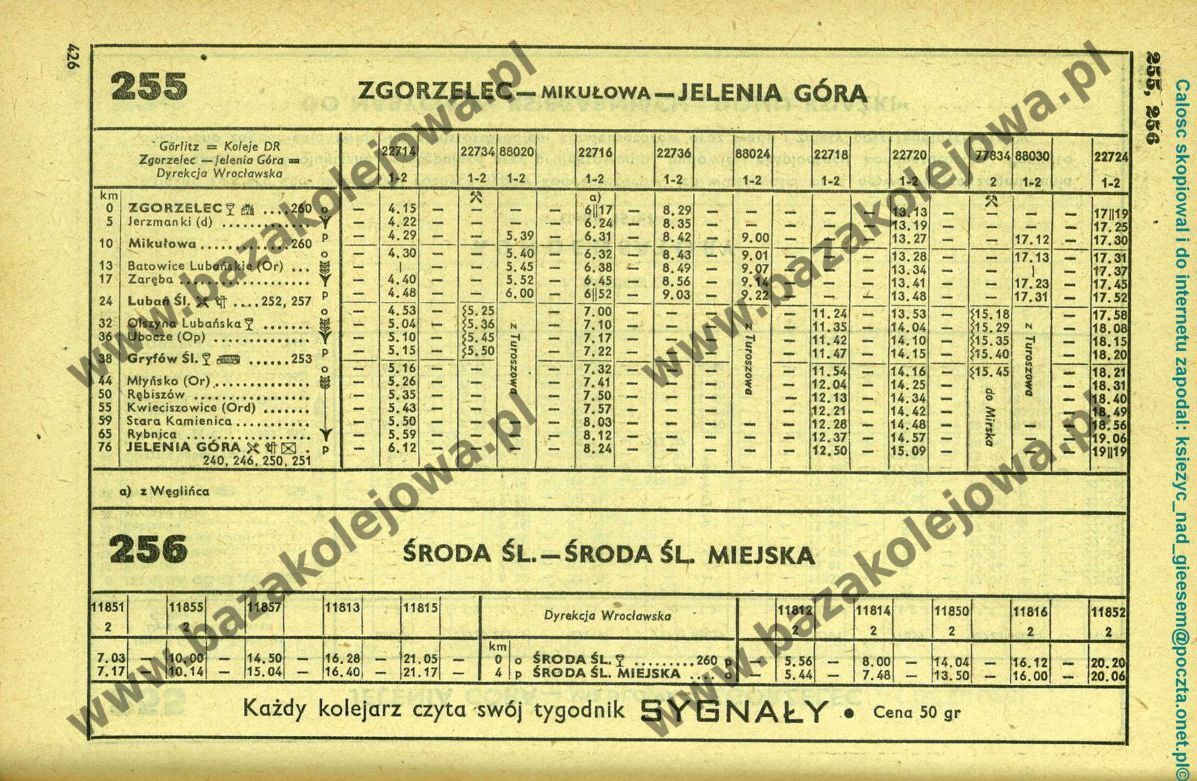 426
255, 256
255
ZGORZELEC — MIKUŁOWA — JELENIA GÓRA
Görlitz = Koleje DR
Zgorzelec — Jelenia Góra =
Dyrekcja Wrocławska
22714 22734 88020 22716 22736 88024 22718 22720 77834 88030 22724
1-2 1-2 1-2 1-2 1-2 1-2 1-2 1-2 2 1-2 1-2
km a)
0 ZGORZELEC .... 260 o — 4.15 — — — — 6||17 — 8.29 — — — — 13.13 — — — — 17||19
5 Jerzmanki (d) — 4.22 — — — — 6.24 — 8.35 — — — — 13.19 — — — — 17.25
10 Mikułowa .... 260 p — 4.29 — — 5.39 — 6.31 — 8.42 — 9.00 — — 13.27 — — 17.12 — 17.30
o — 4.30 — — 5.40 — 6.32 — 8.43 — 9.01 — — 13.28 — — 17.13 — 17.31
13 Batowice Lubańskie (Or) ... — | — — 5.45 — 6.38 — 8.49 — 9.07 — — 13.34 — — | — 17.37
17 Zaręba — 4.41 — — 5.52 — 6.45 — 8.56 — 9.14 — — 13.41 — — 17.23 — 17.45
24 Lubań Śl. .... 252, 257 p — 4.48 — — 6.00 — 6||52 — 9.03 — 9.22 — — 13.48 — — 17.31 — 17.52
o — 4.53 — 5.25 — 7.00 — — — — 11.24 — 13.53 — 15.18 — 17.58
32 Olszyna Lubańska — 5.04 — 5.36 — 7.10 — — — — 11.35 — 14.04 — 15.29 — 18.08
36 Ubocze (Op) — 5.10 — 5.45 — 7.17 — — — — 11.42 — 14.10 — 15.35 — 18.15
38 Gryfów Śl. ...... 253 p — 5.15 — 5.50 — 7.22 — — — — 11.47 — 14.15 — 15.40 — 18.20
o — 5.16 — — — 7.32 — — — — 11.54 — 14.16 — 15.45 — 18.21
44 Młyńsko (Or) — 5.26 — — — 7.41 — — — — 12.04 — 14.25 — — 18.31
50 Rębiszów — 5.35 — — — 7.50 — — — — 12.13 — 14.34 — — 18.40
55 Kwieciszowice (Ord) — 5.43 — — — 7.57 — — — — 12.21 — 14.42 — — 18.49
59 Stara Kamienica — 5.50 — — — 8.03 — — — — 12.28 — 14.48 — — 18.56
65 Rybnica — 5.59 — — — 8.12 — — — — 12.37 — 14.57 — — 19.06
76 JELENIA GÓRA . p — 6.12 — — — 8.24 — — — — 12.50 — 15.09 — — 19||19
240, 246, 250, 251
z Turoszowa
z Turoszowa
do Mirska
z Turoszowa
a) z Węglińca
256
ŚRODA ŚL. — ŚRODA ŚL. MIEJSKA
11851 11855 11857 11813 11815 Dyrekcja Wrocławska 11812 11814 11850 11816 11852
2 2 2 2 2 2 2
km
7.03 — 10.00 — 14.50 — 16.28 — 21.05 — 0 o ŚRODA ŚL. ......... 260 p — 5.56 — 8.00 — 14.04 — 16.12 — 20.20
7.17 — 10.14 — 15.04 — 16.40 — 21.17 — 4 p ŚRODA ŚL. MIEJSKA ... o — 5.44 — 7.48 — 13.50 — 16.00 — 20.06
Każdy kolejarz czyta swój tygodnik SYGNAŁY • Cena 50 gr
www.bazakolejowa.pl
www.bazakolejowa.pl
www.bazakolejowa.pl
www.bazakolejowa.pl
Calosc skopiowal i do internetu zapodal: ksiezyc_nad_gieesem@poczta.onet.pl©